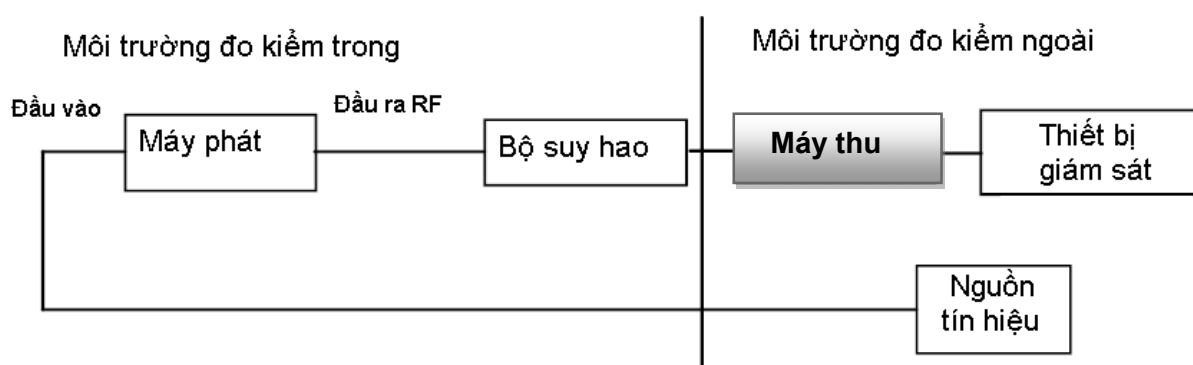 Môi trường đo kiểm trong
Môi trường đo kiểm ngoài
Đầu vào
Đầu ra RF
Máy phát
Bộ suy hao
Máy thu
Thiết bị
giám sát
Nguồn
tín hiệu